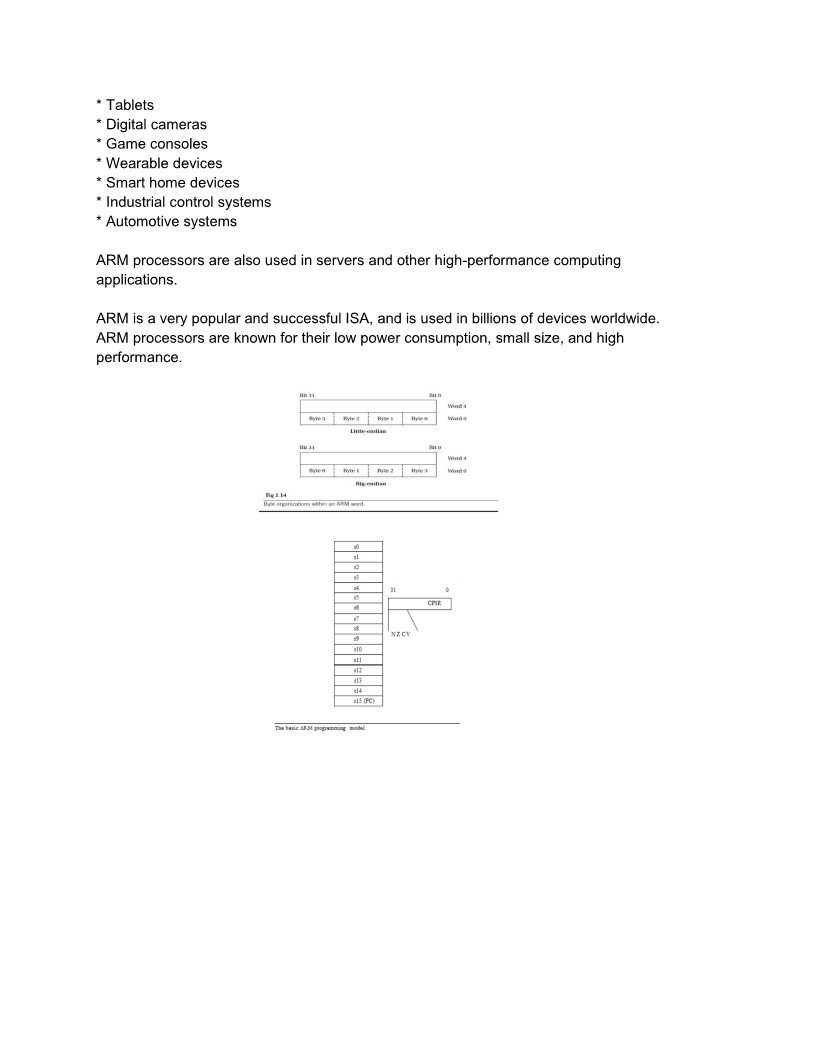 * Tablets
* Digital cameras
* Game consoles
* Wearable devices
* Smart home devices
* Industrial control systems
* Automotive systems
ARM processors are also used in servers and other high-performance computing
applications.
ARM is a very popular and successful ISA, and is used in billions of devices worldwide.
ARM processors are known for their low power consumption, small size, and high
performance.
Bit 31 Bit 0
Word 4
Byte 3 Byte 2 Byte 1 Byte 0 Word 0
Little-endian
Bit 31 Bit 0
Word 4
Byte 0 Byte 1 Byte 2 Byte 3 Word 0
Big-endian
Fig 1.14
Byte organizations within an ARM word.
r0
r1
r2
r3
r4
r5
r6
r7
r8
r9
r10
r11
r12
r13
r14
r15 (PC)
31 0
CPSR
N Z C V
The basic ARM programming model.